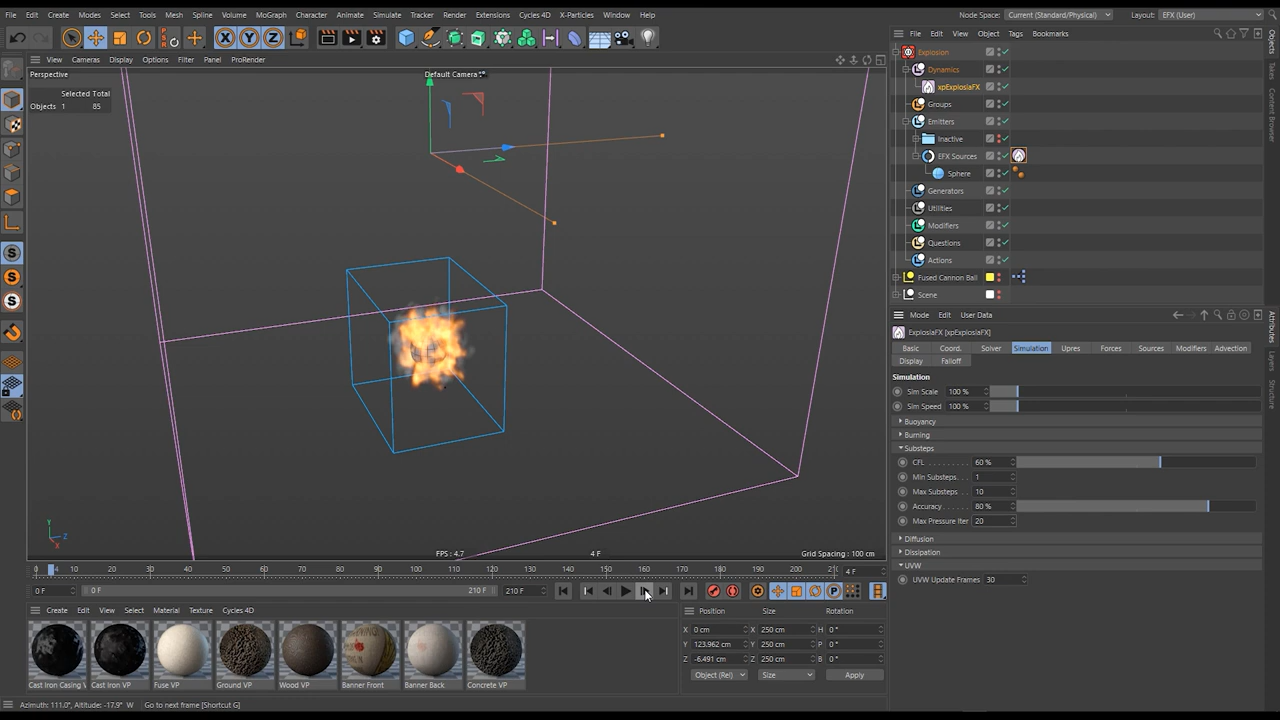 File Edit Create Modes Select Tools Mesh Spline Volume MoGraph Character Animate Simulate Tracker Render Extensions Cycles 4D X-Particles Window Help
Node Space: Current (Standard/Physical) Layout: EFX (User)
X Y Z
View Cameras Display Options Filter Panel ProRender
File Edit View Object Tags Bookmarks
Perspective
Default Camera
Selected Total
Objects 1 85
Explosion
Dynamics
xpExplosiaFX
Groups
Emitters
Inactive
EFX Sources
Sphere
Generators
Utilities
Modifiers
Questions
Actions
Fused Cannon Ball
Scene
Objects
Takes
Content Browser
Mode Edit User Data
ExplosiaFX [xpExplosiaFX]
Basic Coord. Solver Simulation Upres Forces Sources Modifiers Advection
Display Falloff
Simulation
Sim Scale 100 %
Sim Speed 100 %
Buoyancy
Burning
Substeps
CFL 60 %
Min Substeps 1
Max Substeps 10
Accuracy 80 %
Max Pressure Iter 20
Diffusion
Dissipation
UVW
UVW Update Frames 30
Attributes
Layers
Structure
Y
Z
X
FPS : 4.7 4 F Grid Spacing : 100 cm
0 10 20 30 40 50 60 70 80 90 100 110 120 130 140 150 160 170 180 190 200 4 F
0 F 0 F 210 F 210 F
Create Edit View Select Material Texture Cycles 4D
Cast Iron Casing V Cast Iron VP Fuse VP Ground VP Wood VP Banner Front Banner Back Concrete VP
Position Size Rotation
X 0 cm X 250 cm H 0 °
Y 123.962 cm Y 250 cm P 0 °
Z -6.491 cm Z 250 cm B 0 °
Object (Rel) Size Apply
Azimuth: 111.0°, Altitude: -17.9° W Go to next frame [Shortcut G]